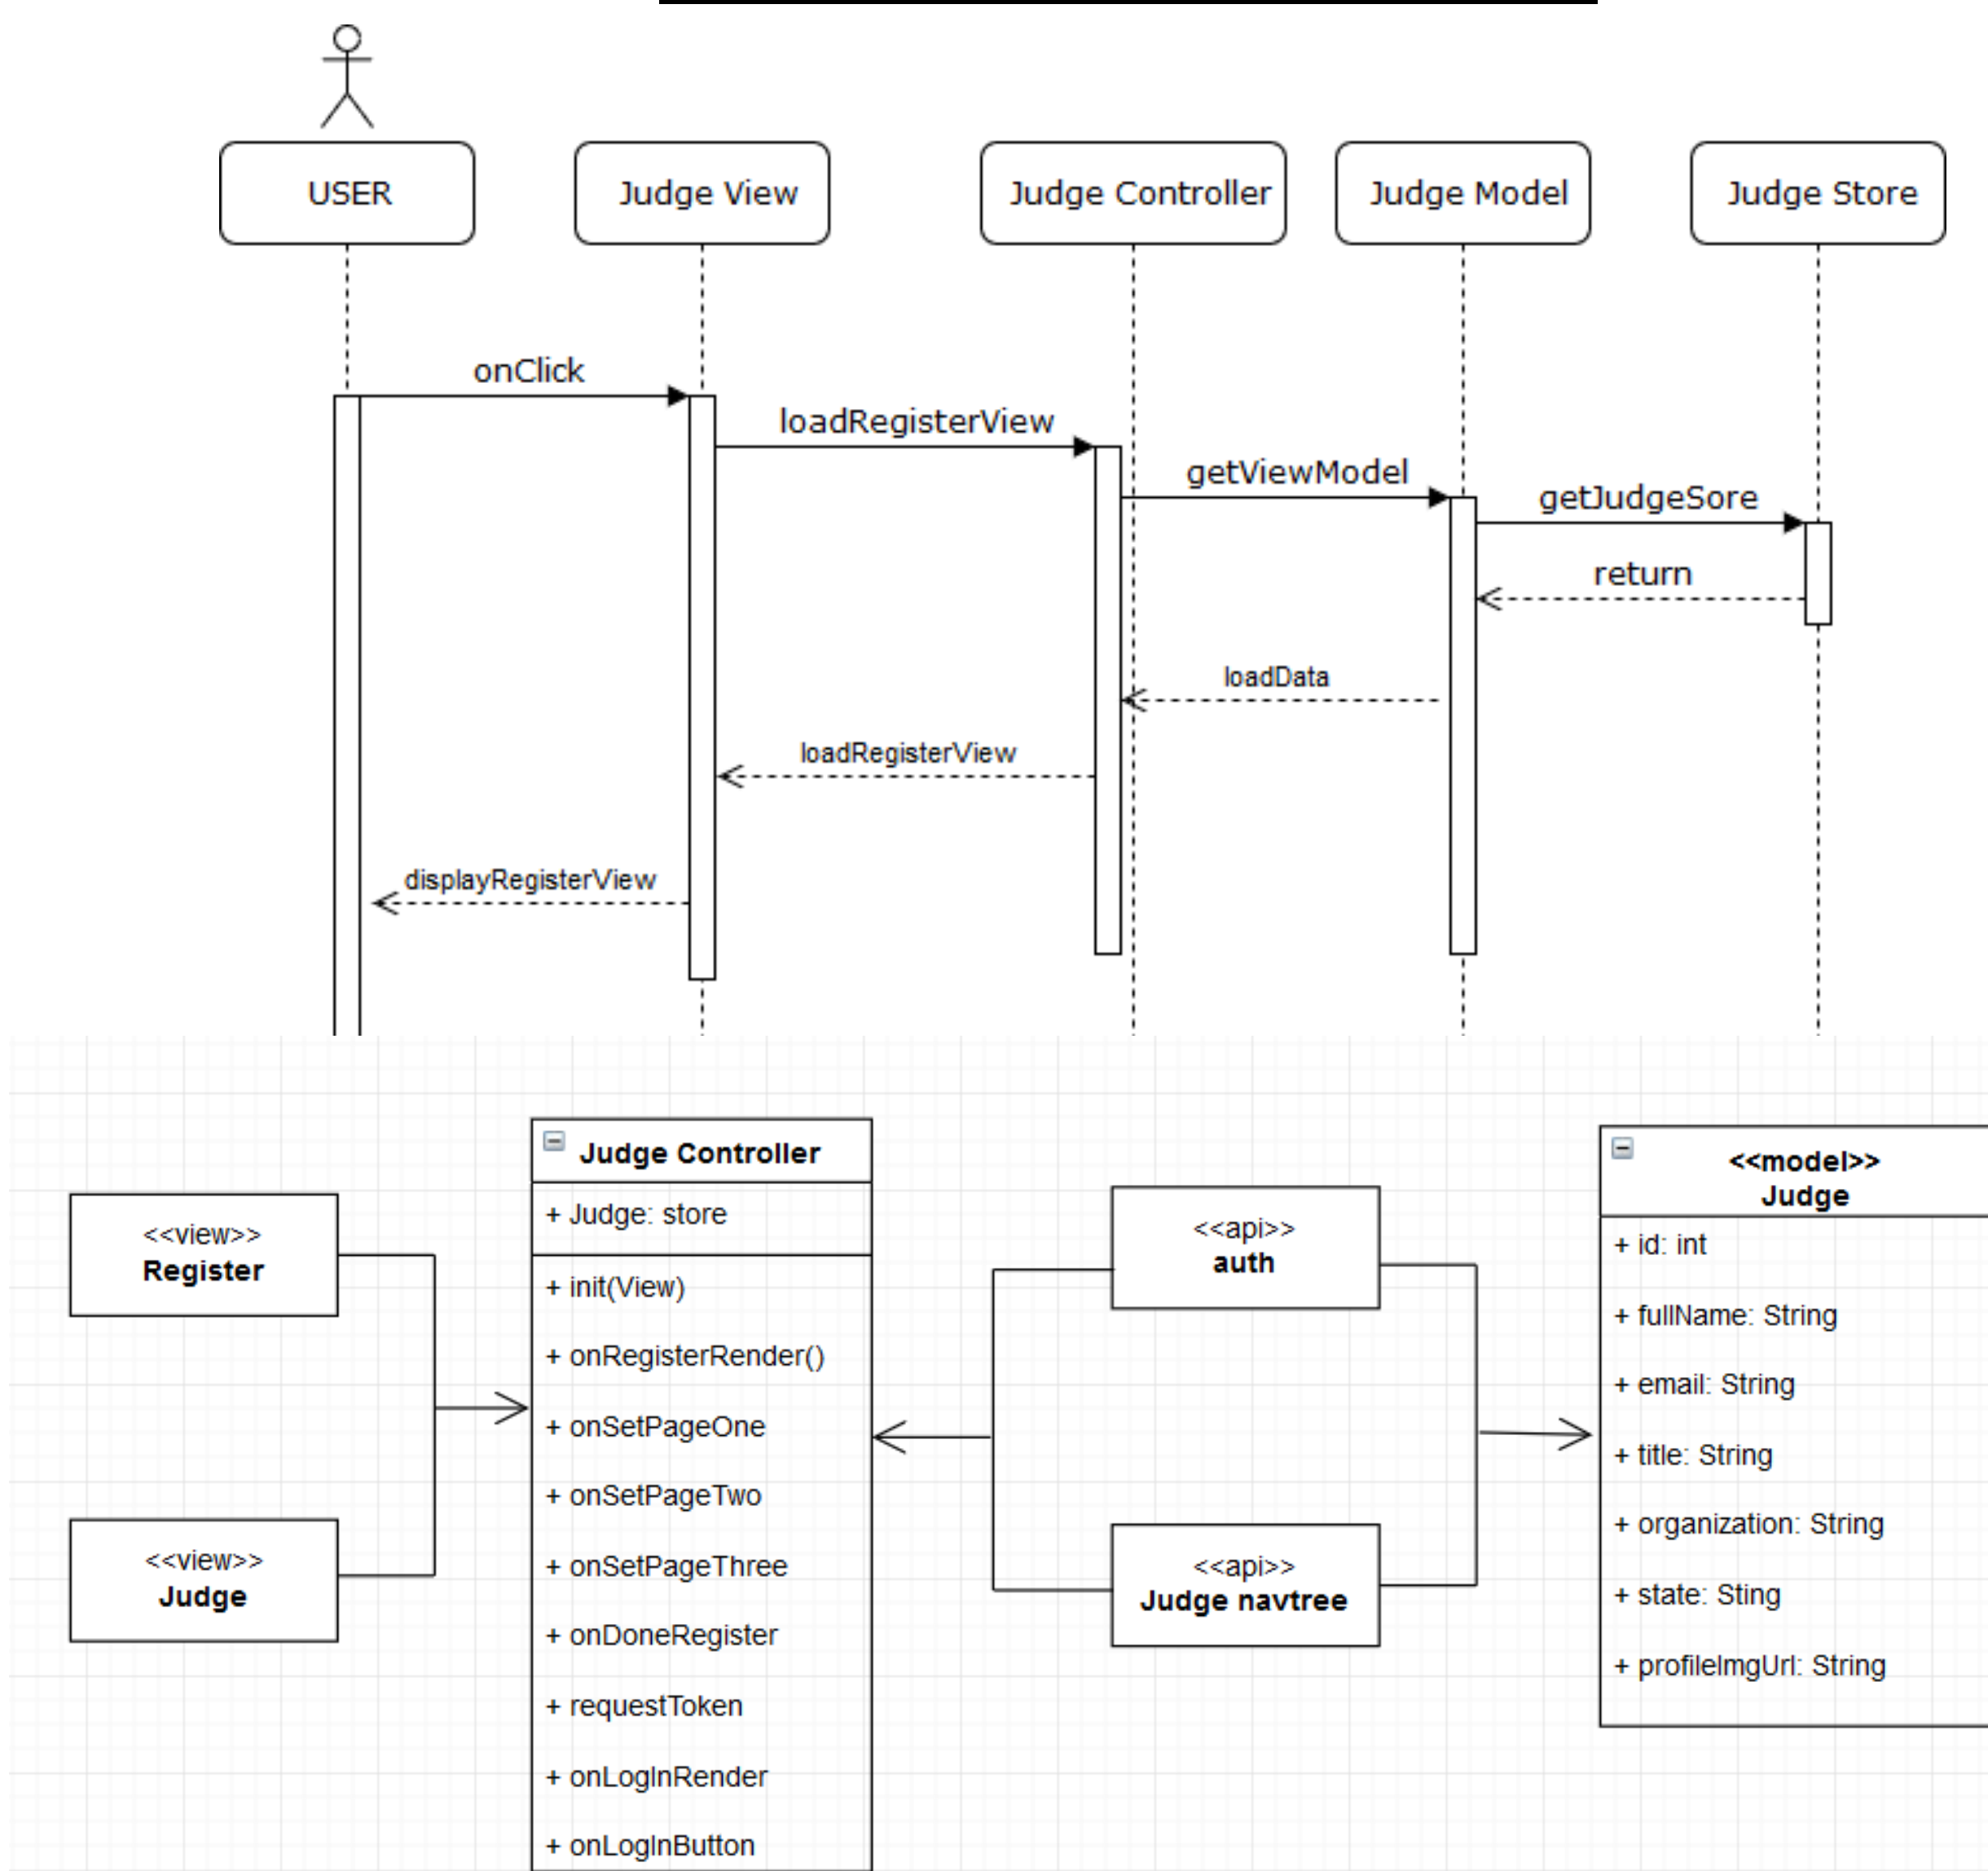 USER
Judge View
Judge Controller
Judge Model
Judge Store
onClick
loadRegisterView
getViewModel
getJudgeSore
return
loadData
loadRegisterView
displayRegisterView
<<view>>
Register
<<view>>
Judge
Judge Controller
+ Judge: store
+ init(View)
+ onRegisterRender()
+ onSetPageOne
+ onSetPageTwo
+ onSetPageThree
+ onDoneRegister
+ requestToken
+ onLogInRender
+ onLogInButton
<<api>>
auth
<<api>>
Judge navtree
<<model>>
Judge
+ id: int
+ fullName: String
+ email: String
+ title: String
+ organization: String
+ state: Sting
+ profileImgUrl: String